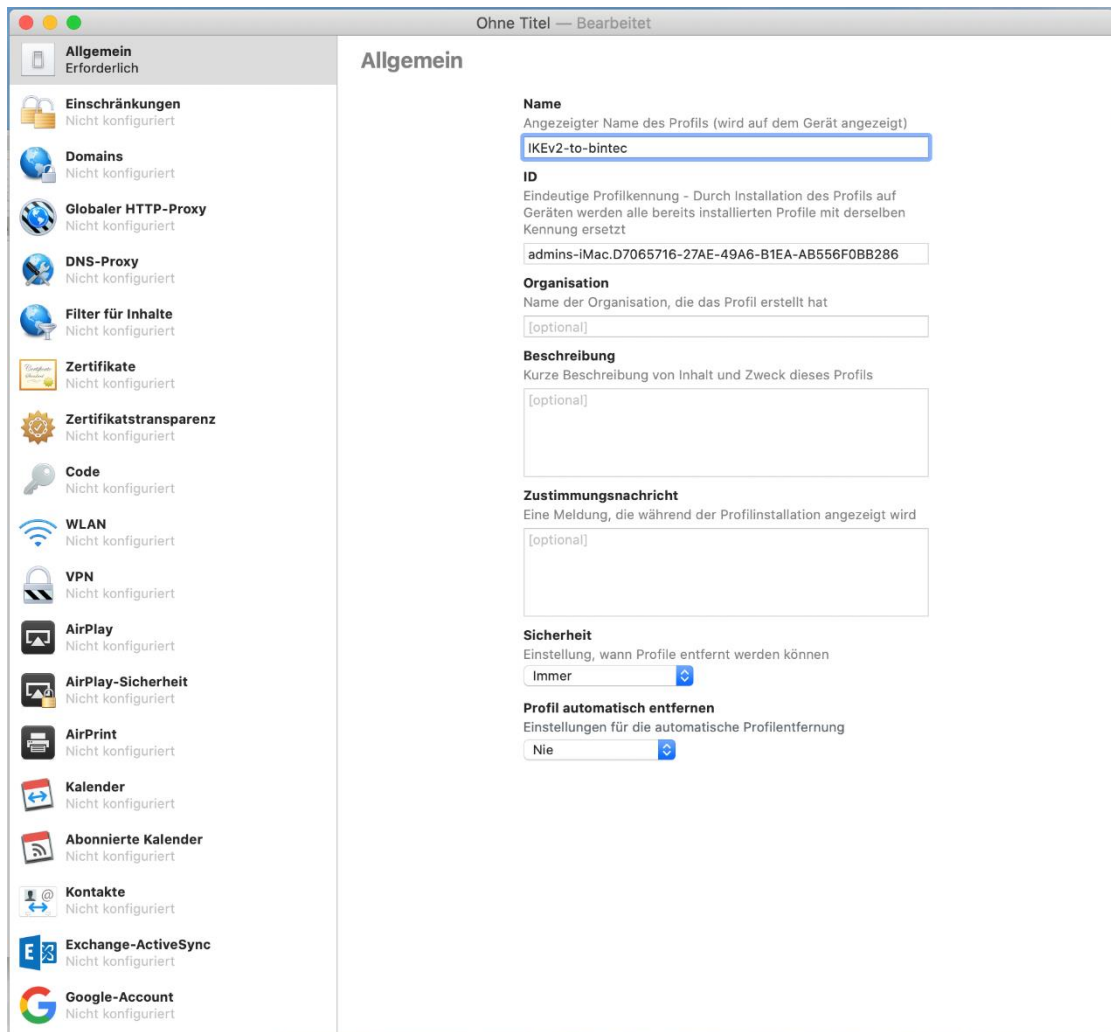 Ohne Titel — Bearbeitet
Allgemein
Erforderlich
Einschränkungen
Nicht konfiguriert
Domains
Nicht konfiguriert
Globaler HTTP-Proxy
Nicht konfiguriert
DNS-Proxy
Nicht konfiguriert
Filter für Inhalte
Nicht konfiguriert
Zertifikate
Nicht konfiguriert
Zertifikatstransparenz
Nicht konfiguriert
Code
Nicht konfiguriert
WLAN
Nicht konfiguriert
VPN
Nicht konfiguriert
AirPlay
Nicht konfiguriert
AirPlay-Sicherheit
Nicht konfiguriert
AirPrint
Nicht konfiguriert
Kalender
Nicht konfiguriert
Abonnierte Kalender
Nicht konfiguriert
Kontakte
Nicht konfiguriert
Exchange-ActiveSync
Nicht konfiguriert
Google-Account
Nicht konfiguriert
Allgemein
Name
Angezeigter Name des Profils (wird auf dem Gerät angezeigt)
IKEv2-to-bintec
ID
Eindeutige Profilkennung - Durch Installation des Profils auf
Geräten werden alle bereits installierten Profile mit derselben
Kennung ersetzt
admins-iMac.D7065716-27AE-49A6-B1EA-AB556F0BB286
Organisation
Name der Organisation, die das Profil erstellt hat
[optional]
Beschreibung
Kurze Beschreibung von Inhalt und Zweck dieses Profils
[optional]
Zustimmungsnachricht
Eine Meldung, die während der Profilinstallation angezeigt wird
[optional]
Sicherheit
Einstellung, wann Profile entfernt werden können
Immer
Profil automatisch entfernen
Einstellungen für die automatische Profilentfernung
Nie